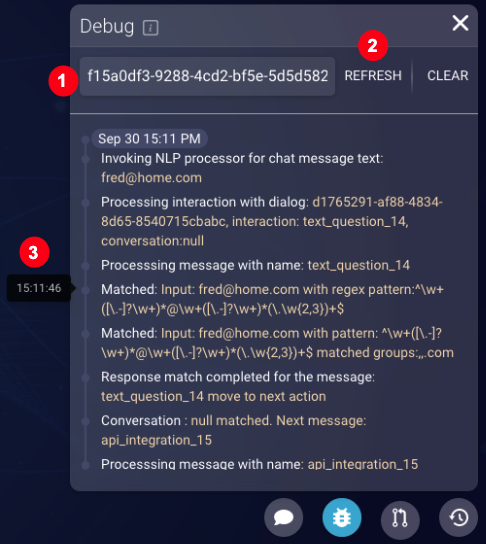 Debug i
1 f15a0df3-9288-4cd2-bf5e-5d5d582 2 REFRESH CLEAR
Sep 30 15:11 PM
Invoking NLP processor for chat message text:
fred@home.com
Processing interaction with dialog: d1765291-af88-4834-
8d65-8540715cbabc, interaction: text_question_14,
conversation:null
3
Processsing message with name: text_question_14
15:11:46
Matched: Input: fred@home.com with regex pattern:^\w+
([\.-]?\w+)*@\w+([\.-]?\w+)*(\.\w{2,3})+$
Matched: Input: fred@home.com with pattern: ^\w+([\.-]?
\w+)*@\w+([\.-]?\w+)*(\.\w{2,3})+$ matched groups:,,.com
Response match completed for the message:
text_question_14 move to next action
Conversation : null matched. Next message:
api_integration_15
Processsing message with name: api_integration_15